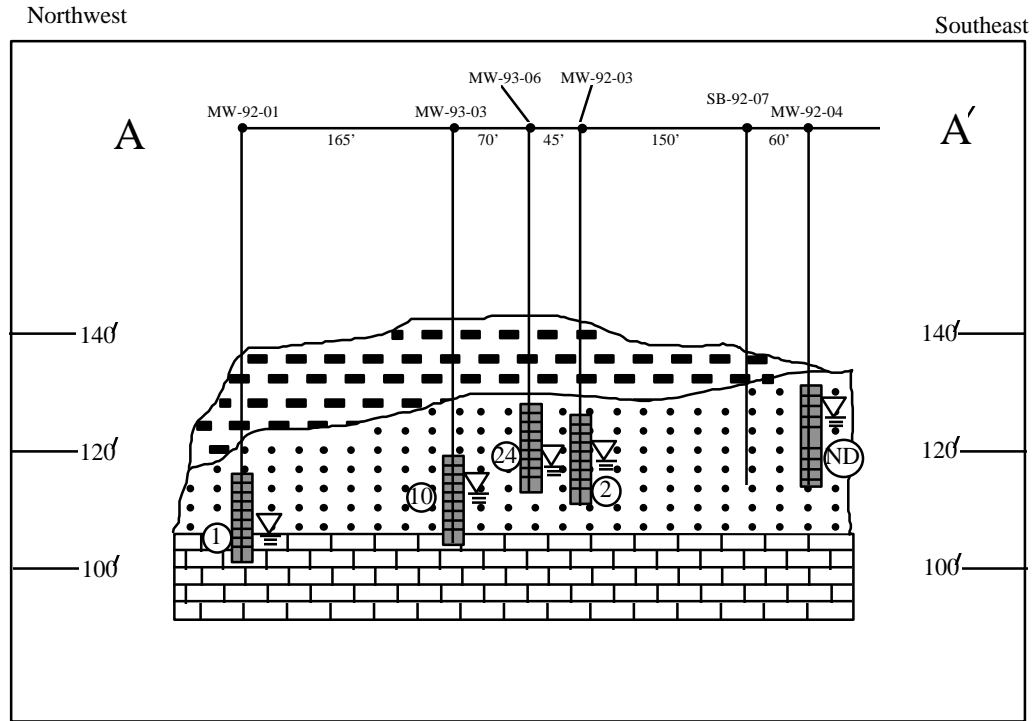 Northwest
Southeast
MW-93-06 MW-92-03
MW-92-01 MW-93-03 SB-92-07 MW-92-04
A A′
165’ 70’ 45’ 150’ 60’
140′ 140′
120′ 24 120′
ND
10 2
1
100′ 100′